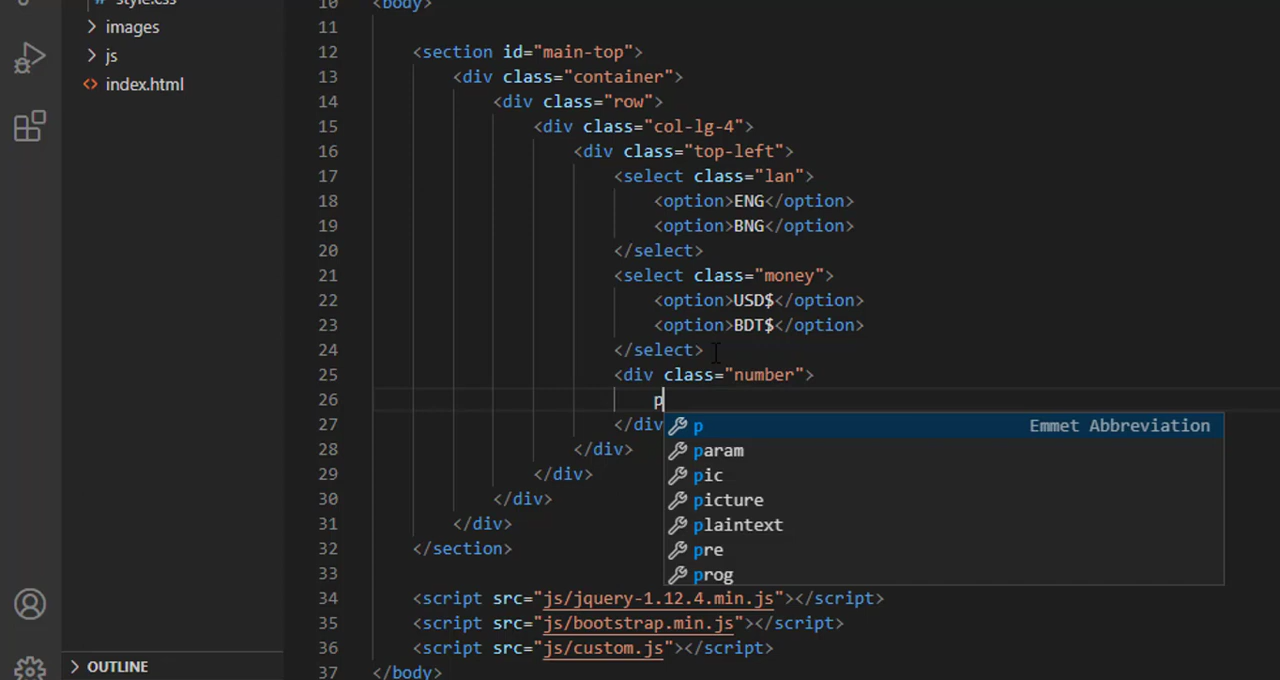 style.css
images
js
index.html
OUTLINE
10 <body>
11
12 <section id="main-top">
13 <div class="container">
14 <div class="row">
15 <div class="col-lg-4">
16 <div class="top-left">
17 <select class="lan">
18 <option>ENG</option>
19 <option>BNG</option>
20 </select>
21 <select class="money">
22 <option>USD$</option>
23 <option>BDT$</option>
24 </select>
25 <div class="number">
26 p
27 </div
28 </div>
29 </div>
30 </div>
31 </div>
32 </section>
33
34 <script src="js/jquery-1.12.4.min.js"></script>
35 <script src="js/bootstrap.min.js"></script>
36 <script src="js/custom.js"></script>
37 </body>
p Emmet Abbreviation
param
pic
picture
plaintext
pre
prog